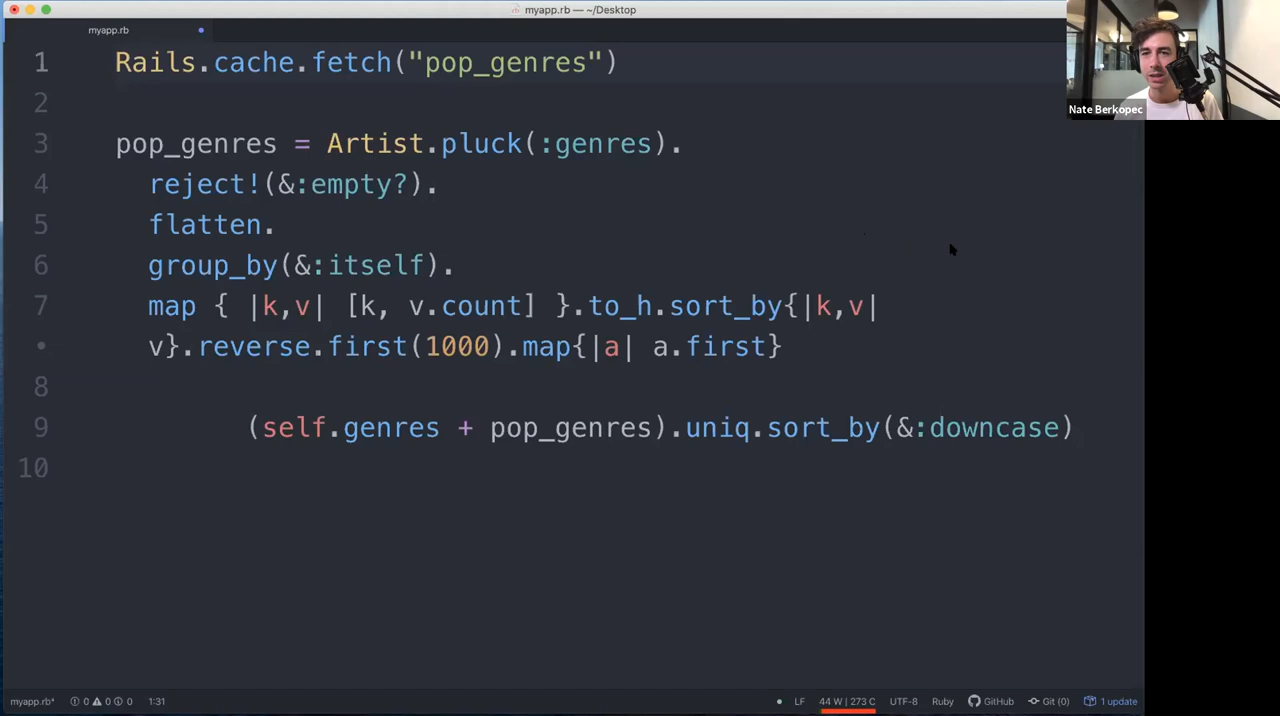 myapp.rb — ~/Desktop
myapp.rb
Nate Berkopec
1 Rails.cache.fetch("pop_genres")
2
3 pop_genres = Artist.pluck(:genres).
4 reject!(&:empty?).
5 flatten.
6 group_by(&:itself).
7 map { |k,v| [k, v.count] }.to_h.sort_by{|k,v|
• v}.reverse.first(1000).map{|a| a.first}
8
9 (self.genres + pop_genres).uniq.sort_by(&:downcase)
10
myapp.rb* 0 0 0 1:31 LF 44 W | 273 C UTF-8 Ruby GitHub Git (0) 1 update